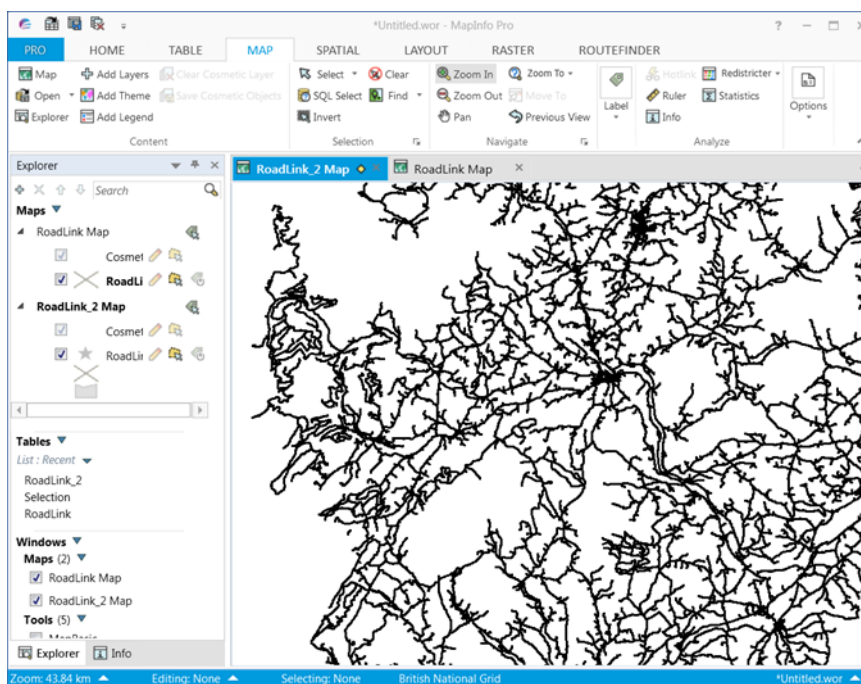 *Untitled.wor - MapInfo Pro
PRO HOME TABLE MAP SPATIAL LAYOUT RASTER ROUTEFINDER
Map Add Layers Clear Cosmetic Layer Select Clear Zoom In Zoom To Hotlink Redistricter
Open Add Theme Save Cosmetic Objects SQL Select Find Zoom Out Move To Label Ruler Statistics Options
Explorer Add Legend Invert Pan Previous View Info
Content Selection Navigate Analyze
Explorer
RoadLink_2 Map RoadLink Map
Search
Maps
RoadLink Map
Cosmet
RoadLi
RoadLink_2 Map
Cosmet
RoadLi
Tables
List : Recent
RoadLink_2
Selection
RoadLink
Windows
Maps (2)
RoadLink Map
RoadLink_2 Map
Tools (5)
Explorer Info
Zoom: 43.84 km Editing: None Selecting: None British National Grid *Untitled.wor